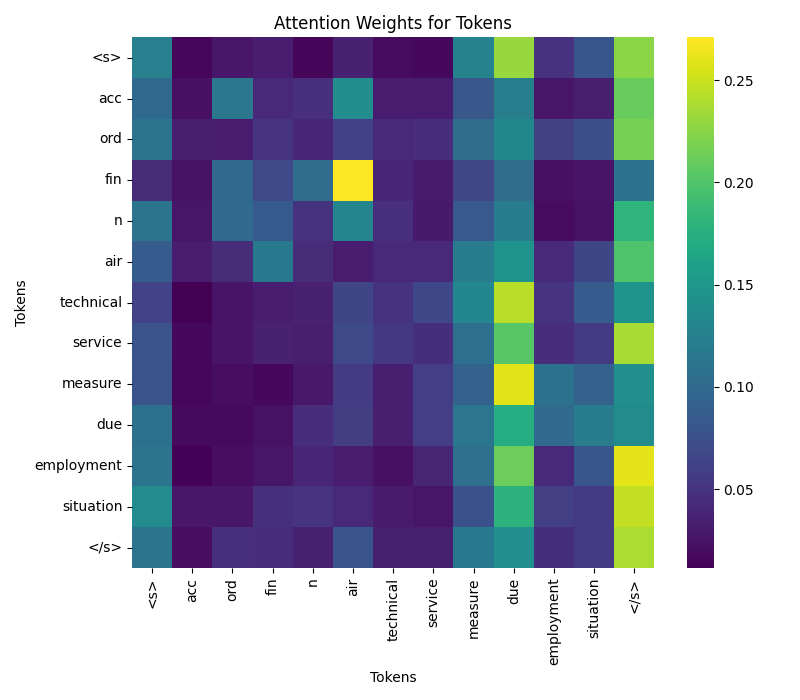 Attention Weights for Tokens
<s>
acc
ord
fin
n
air
technical
service
measure
due
employment
situation
</s>
Tokens
<s>
acc
ord
fin
n
air
technical
service
measure
due
employment
situation
</s>
Tokens
0.25
0.20
0.15
0.10
0.05